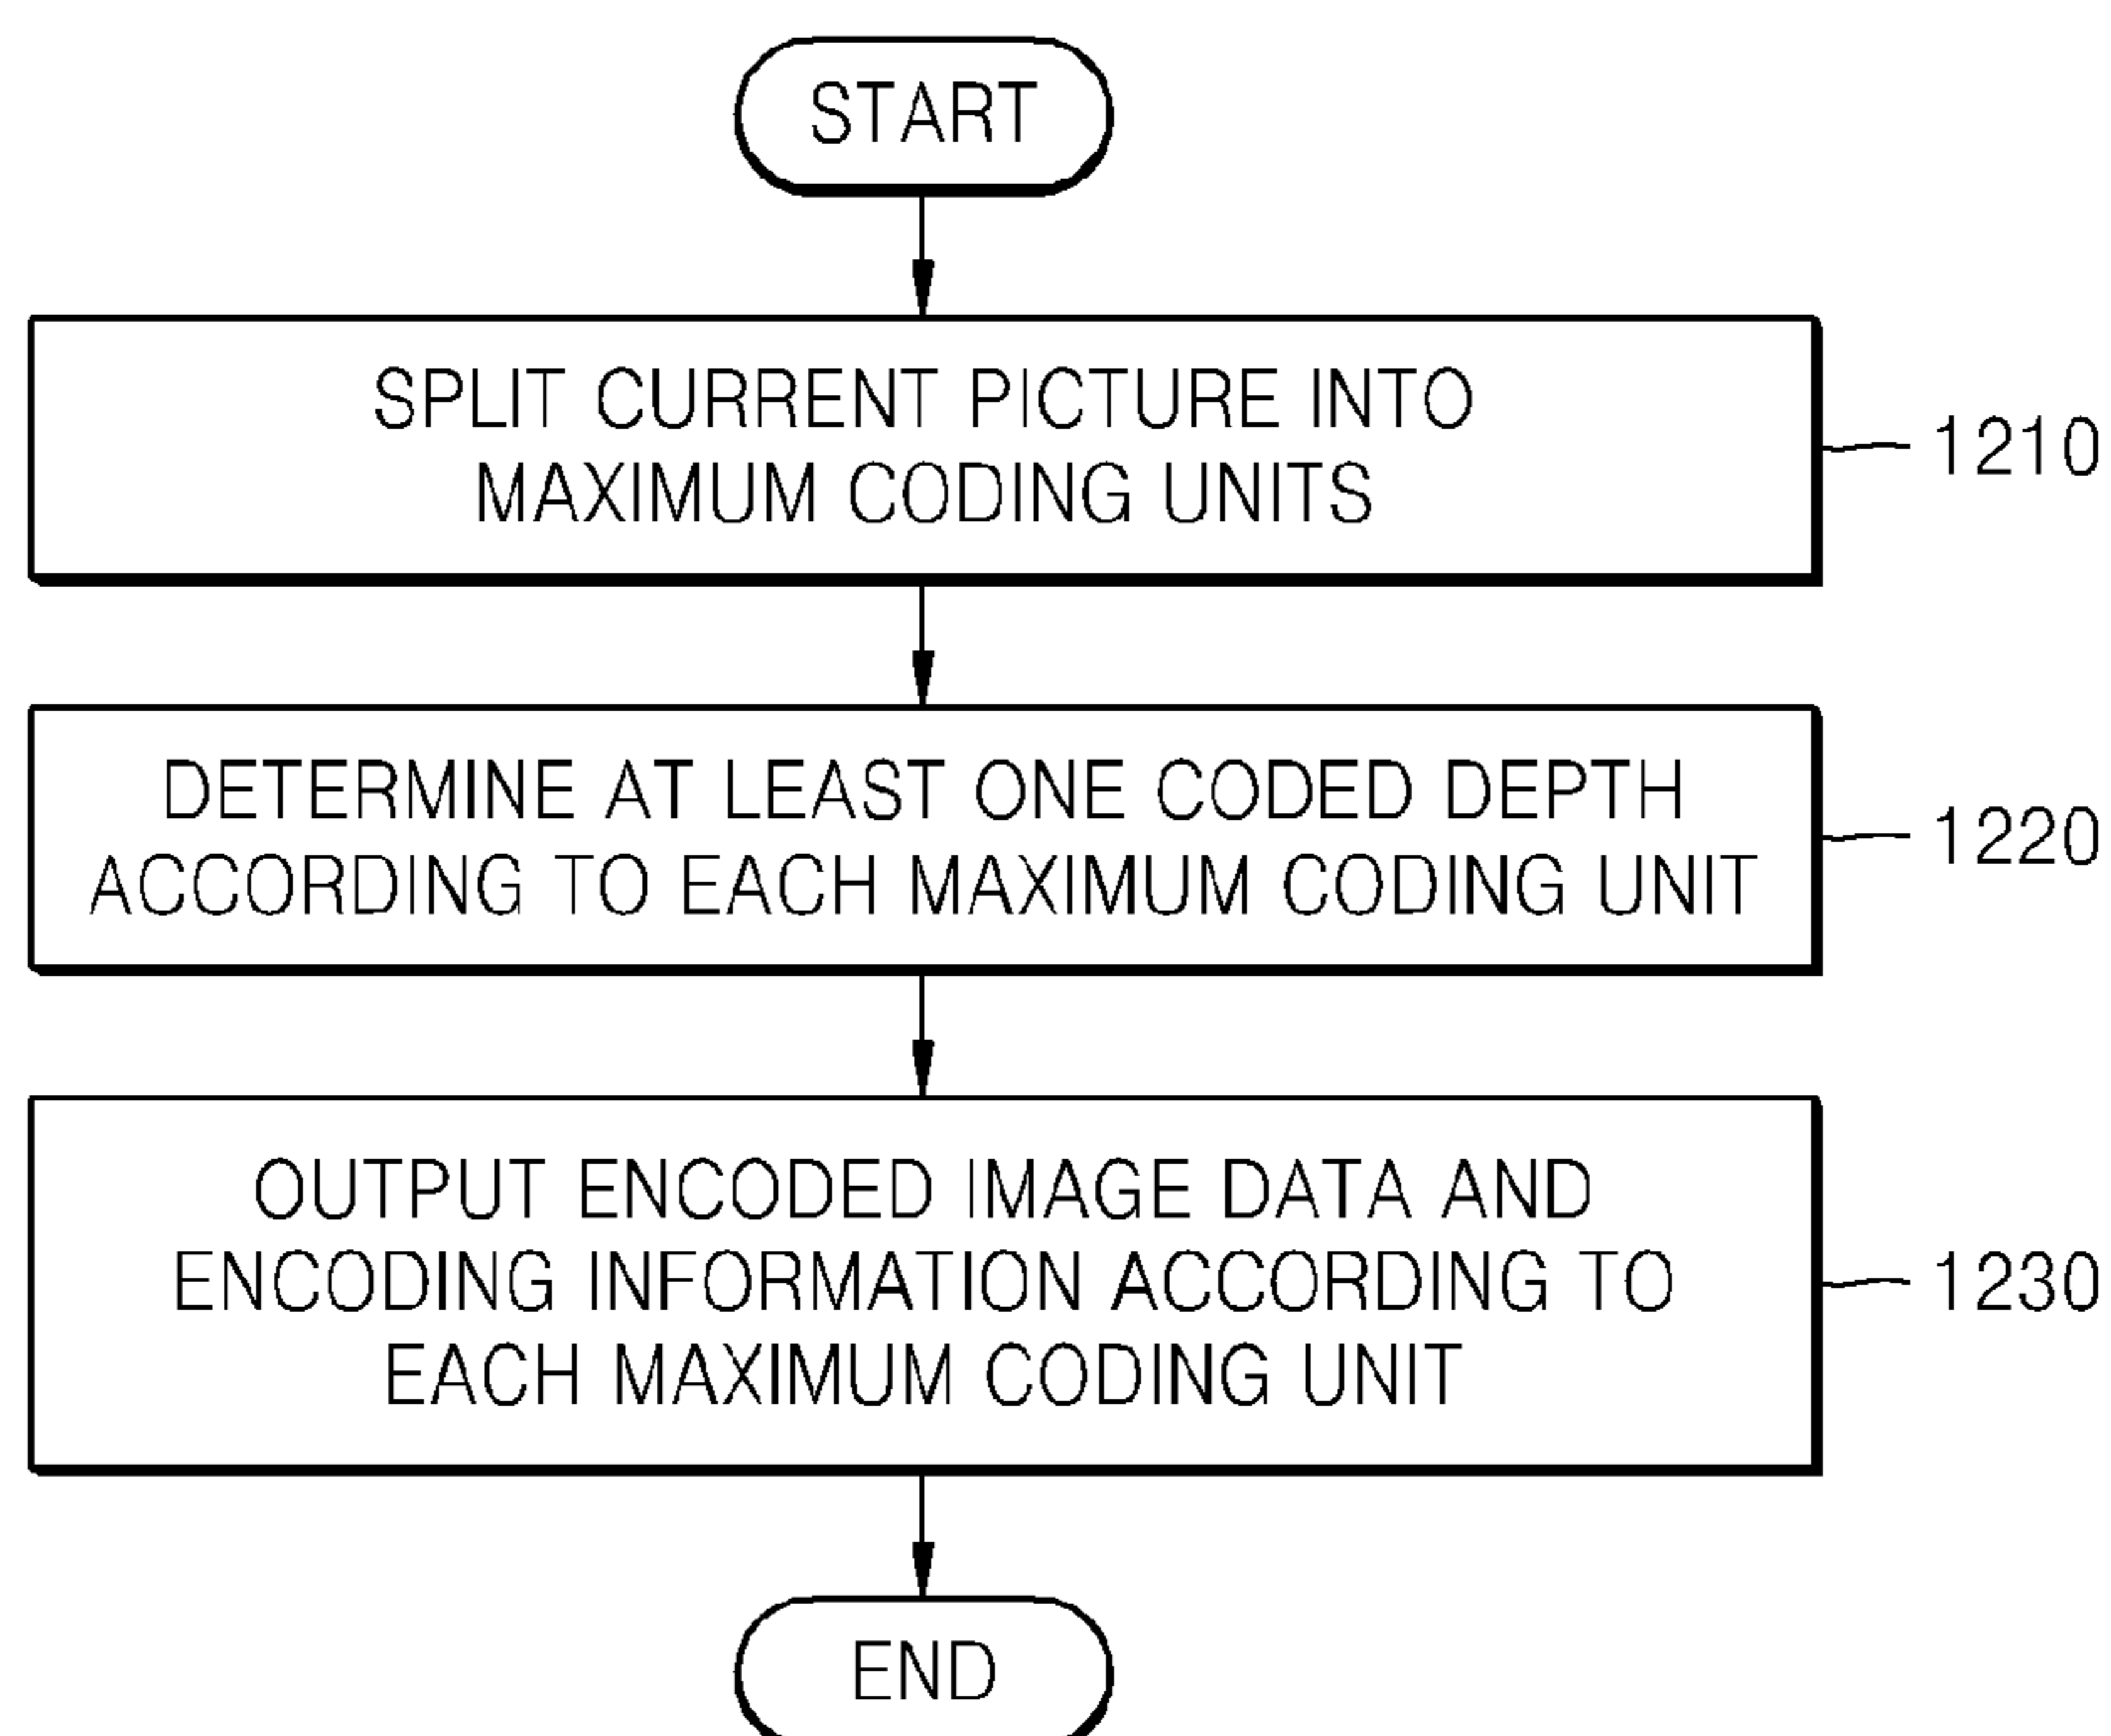 START
SPLIT CURRENT PICTURE INTO
MAXIMUM CODING UNITS
1210
DETERMINE AT LEAST ONE CODED DEPTH
ACCORDING TO EACH MAXIMUM CODING UNIT
1220
OUTPUT ENCODED IMAGE DATA AND
ENCODING INFORMATION ACCORDING TO
EACH MAXIMUM CODING UNIT
1230
END